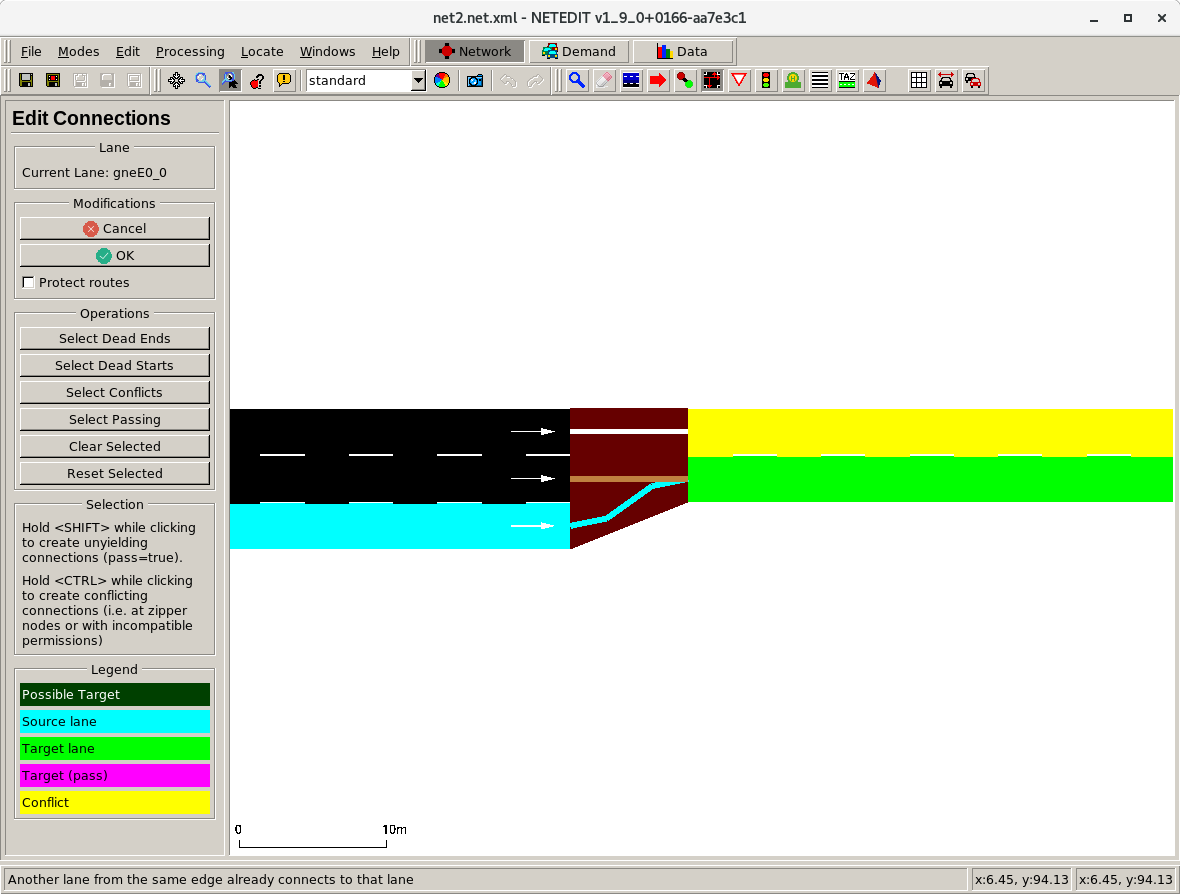 net2.net.xml - NETEDIT v1_9_0+0166-aa7e3c1
File Modes Edit Processing Locate Windows Help Network Demand Data
standard TAZ
Edit Connections
Lane
Current Lane: gneE0_0
Modifications
Cancel
OK
Protect routes
Operations
Select Dead Ends
Select Dead Starts
Select Conflicts
Select Passing
Clear Selected
Reset Selected
Selection
Hold <SHIFT> while clicking
to create unyielding
connections (pass=true).
Hold <CTRL> while clicking
to create conflicting
connections (i.e. at zipper
nodes or with incompatible
permissions)
Legend
Possible Target
Source lane
Target lane
Target (pass)
Conflict
0 10m
Another lane from the same edge already connects to that lane x:6.45, y:94.13 x:6.45, y:94.13